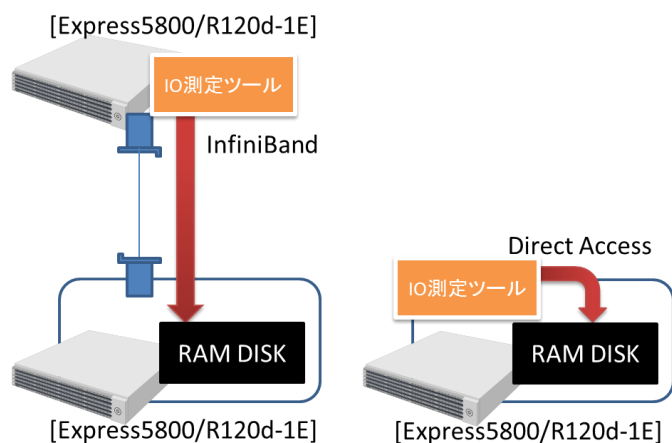 [Express5800/R120d-1E]
IO測定ツール
InfiniBand
RAM DISK
[Express5800/R120d-1E]
Direct Access
IO測定ツール
RAM DISK
[Express5800/R120d-1E]